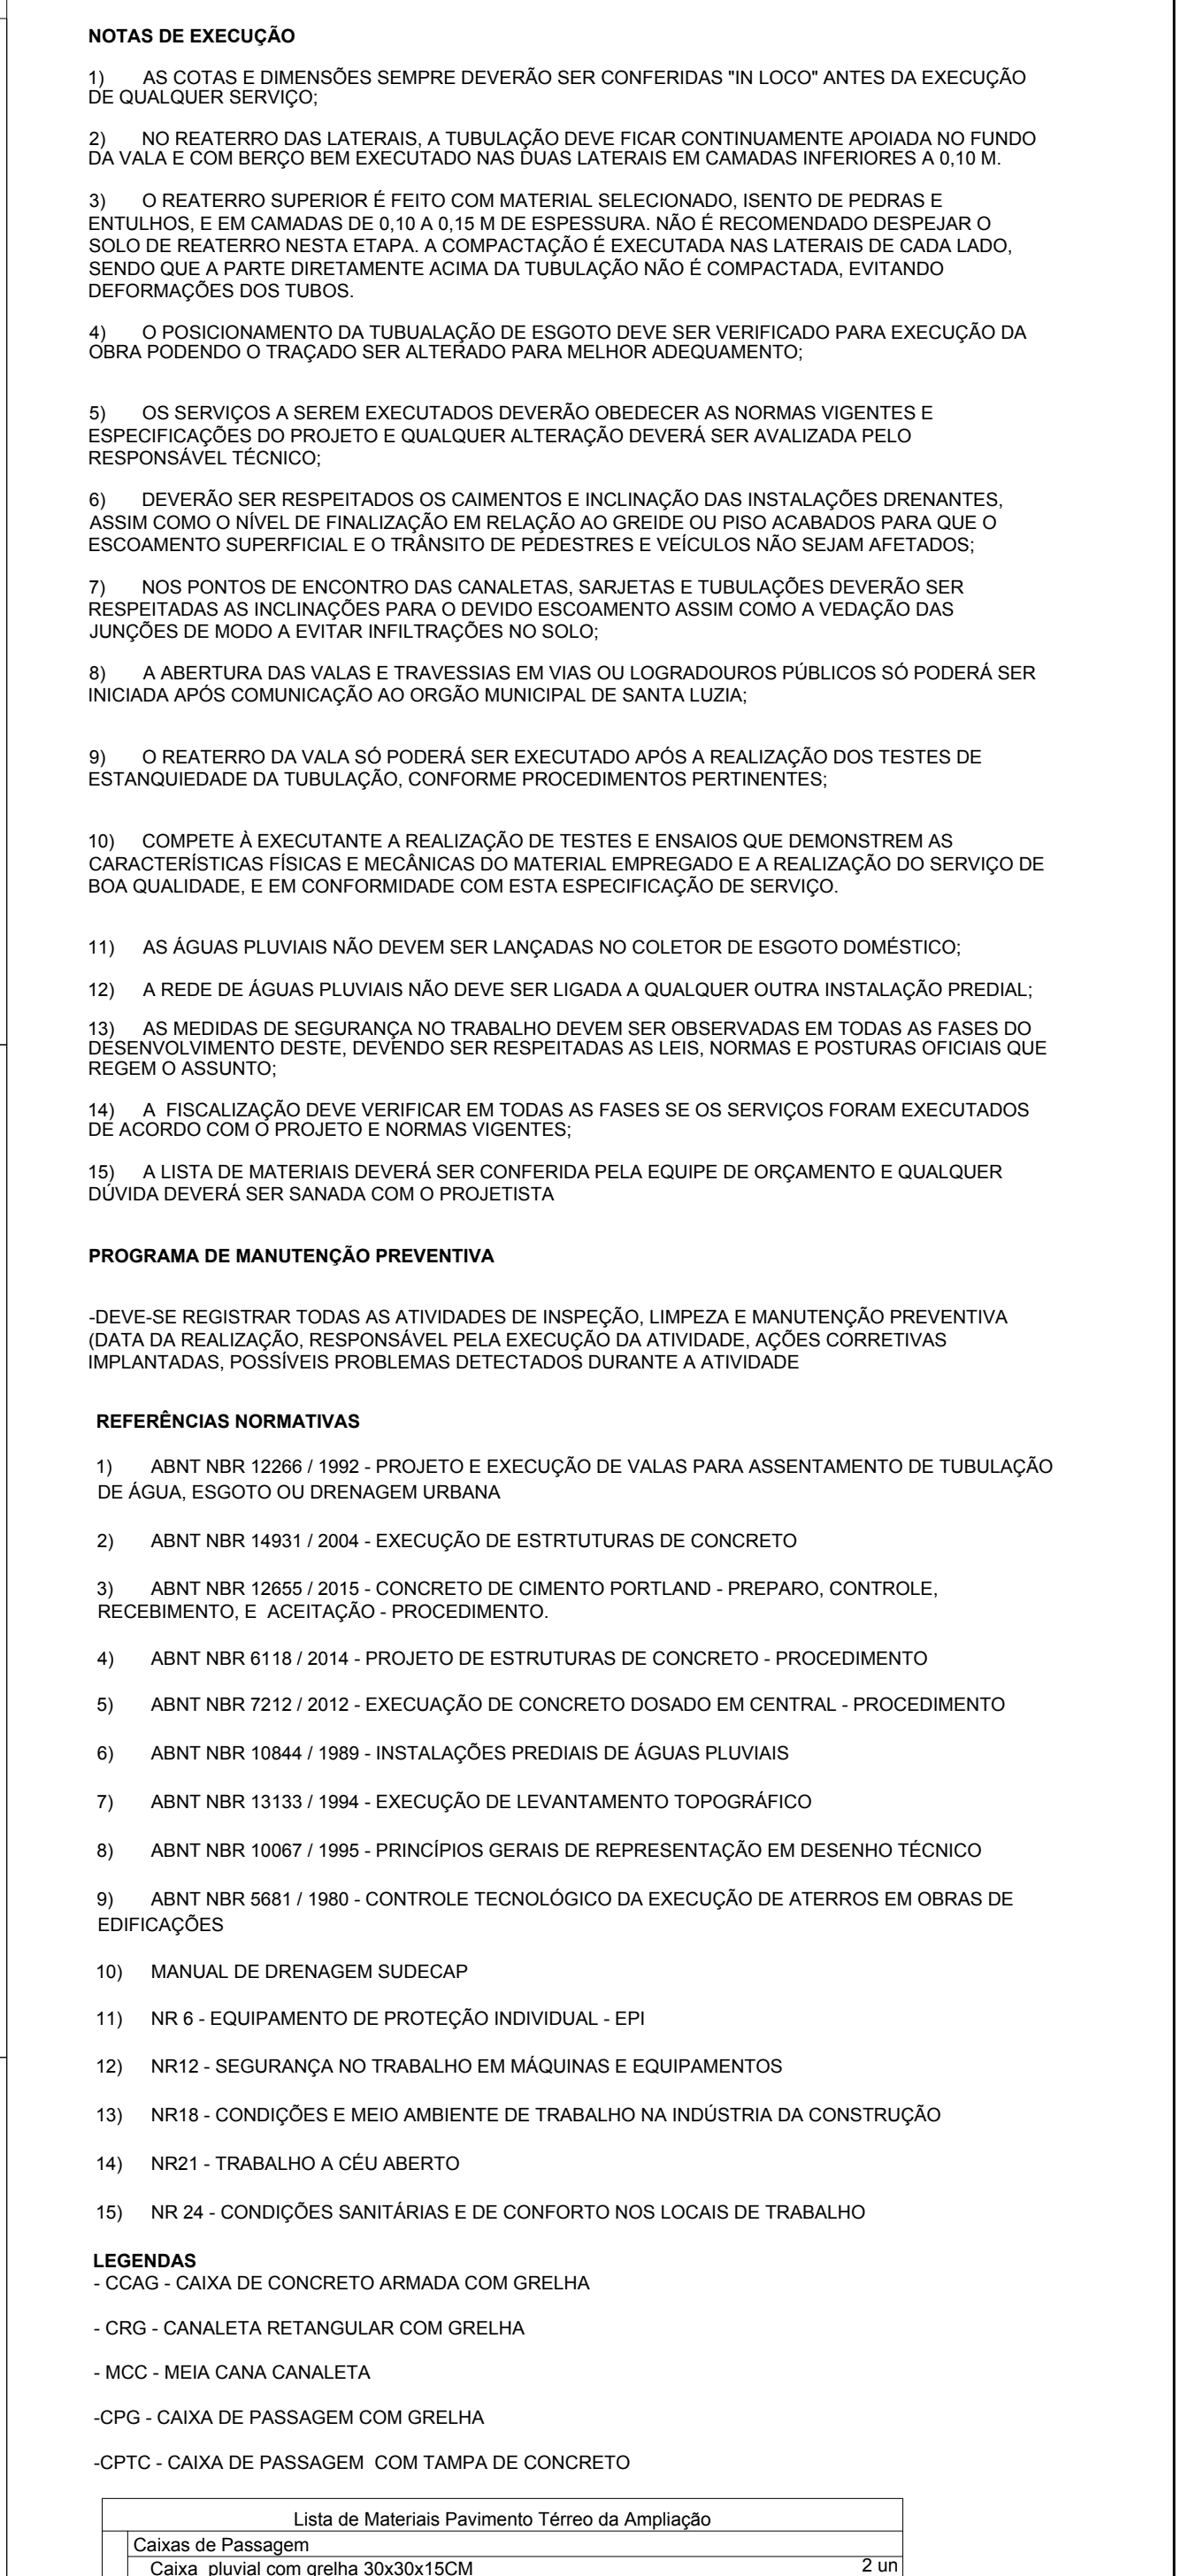 NOTAS DE EXECUÇÃO
1) AS COTAS E DIMENSÕES SEMPRE DEVERÃO SER CONFERIDAS "IN LOCO" ANTES DA EXECUÇÃO
DE QUALQUER SERVIÇO;
2) NO REATERRO DAS LATERAIS, A TUBULAÇÃO DEVE FICAR CONTINUAMENTE APOIADA NO FUNDO
DA VALA E COM BERÇO BEM EXECUTADO NAS DUAS LATERAIS EM CAMADAS INFERIORES A 0,10 M.
3) O REATERRO SUPERIOR É FEITO COM MATERIAL SELECIONADO, ISENTO DE PEDRAS E
ENTULHOS, E EM CAMADAS DE 0,10 A 0,15 M DE ESPESSURA. NÃO É RECOMENDADO DESPEJAR O
SOLO DE REATERRO NESTA ETAPA. A COMPACTAÇÃO É EXECUTADA NAS LATERAIS DE CADA LADO,
SENDO QUE A PARTE DIRETAMENTE ACIMA DA TUBULAÇÃO NÃO É COMPACTADA, EVITANDO
DEFORMAÇÕES DOS TUBOS.
4) O POSICIONAMENTO DA TUBUALAÇÃO DE ESGOTO DEVE SER VERIFICADO PARA EXECUÇÃO DA
OBRA PODENDO O TRAÇADO SER ALTERADO PARA MELHOR ADEQUAMENTO;
5) OS SERVIÇOS A SEREM EXECUTADOS DEVERÃO OBEDECER AS NORMAS VIGENTES E
ESPECIFICAÇÕES DO PROJETO E QUALQUER ALTERAÇÃO DEVERÁ SER AVALIZADA PELO
RESPONSÁVEL TÉCNICO;
6) DEVERÃO SER RESPEITADOS OS CAIMENTOS E INCLINAÇÃO DAS INSTALAÇÕES DRENANTES,
ASSIM COMO O NÍVEL DE FINALIZAÇÃO EM RELAÇÃO AO GREIDE OU PISO ACABADOS PARA QUE O
ESCOAMENTO SUPERFICIAL E O TRÂNSITO DE PEDESTRES E VEÍCULOS NÃO SEJAM AFETADOS;
7) NOS PONTOS DE ENCONTRO DAS CANALETAS, SARJETAS E TUBULAÇÕES DEVERÃO SER
RESPEITADAS AS INCLINAÇÕES PARA O DEVIDO ESCOAMENTO ASSIM COMO A VEDAÇÃO DAS
JUNÇÕES DE MODO A EVITAR INFILTRAÇÕES NO SOLO;
8) A ABERTURA DAS VALAS E TRAVESSIAS EM VIAS OU LOGRADOUROS PÚBLICOS SÓ PODERÁ SER
INICIADA APÓS COMUNICAÇÃO AO ORGÃO MUNICIPAL DE SANTA LUZIA;
9) O REATERRO DA VALA SÓ PODERÁ SER EXECUTADO APÓS A REALIZAÇÃO DOS TESTES DE
ESTANQUIEDADE DA TUBULAÇÃO, CONFORME PROCEDIMENTOS PERTINENTES;
10) COMPETE À EXECUTANTE A REALIZAÇÃO DE TESTES E ENSAIOS QUE DEMONSTREM AS
CARACTERÍSTICAS FÍSICAS E MECÂNICAS DO MATERIAL EMPREGADO E A REALIZAÇÃO DO SERVIÇO DE
BOA QUALIDADE, E EM CONFORMIDADE COM ESTA ESPECIFICAÇÃO DE SERVIÇO.
11) AS ÁGUAS PLUVIAIS NÃO DEVEM SER LANÇADAS NO COLETOR DE ESGOTO DOMÉSTICO;
12) A REDE DE ÁGUAS PLUVIAIS NÃO DEVE SER LIGADA A QUALQUER OUTRA INSTALAÇÃO PREDIAL;
13) AS MEDIDAS DE SEGURANÇA NO TRABALHO DEVEM SER OBSERVADAS EM TODAS AS FASES DO
DESENVOLVIMENTO DESTE, DEVENDO SER RESPEITADAS AS LEIS, NORMAS E POSTURAS OFICIAIS QUE
REGEM O ASSUNTO;
14) A FISCALIZAÇÃO DEVE VERIFICAR EM TODAS AS FASES SE OS SERVIÇOS FORAM EXECUTADOS
DE ACORDO COM O PROJETO E NORMAS VIGENTES;
15) A LISTA DE MATERIAIS DEVERÁ SER CONFERIDA PELA EQUIPE DE ORÇAMENTO E QUALQUER
DÚVIDA DEVERÁ SER SANADA COM O PROJETISTA
PROGRAMA DE MANUTENÇÃO PREVENTIVA
-DEVE-SE REGISTRAR TODAS AS ATIVIDADES DE INSPEÇÃO, LIMPEZA E MANUTENÇÃO PREVENTIVA
(DATA DA REALIZAÇÃO, RESPONSÁVEL PELA EXECUÇÃO DA ATIVIDADE, AÇÕES CORRETIVAS
IMPLANTADAS, POSSÍVEIS PROBLEMAS DETECTADOS DURANTE A ATIVIDADE
REFERÊNCIAS NORMATIVAS
1) ABNT NBR 12266 / 1992 - PROJETO E EXECUÇÃO DE VALAS PARA ASSENTAMENTO DE TUBULAÇÃO
DE ÁGUA, ESGOTO OU DRENAGEM URBANA
2) ABNT NBR 14931 / 2004 - EXECUÇÃO DE ESTRTUTURAS DE CONCRETO
3) ABNT NBR 12655 / 2015 - CONCRETO DE CIMENTO PORTLAND - PREPARO, CONTROLE,
RECEBIMENTO, E ACEITAÇÃO - PROCEDIMENTO.
4) ABNT NBR 6118 / 2014 - PROJETO DE ESTRUTURAS DE CONCRETO - PROCEDIMENTO
5) ABNT NBR 7212 / 2012 - EXECUAÇÃO DE CONCRETO DOSADO EM CENTRAL - PROCEDIMENTO
6) ABNT NBR 10844 / 1989 - INSTALAÇÕES PREDIAIS DE ÁGUAS PLUVIAIS
7) ABNT NBR 13133 / 1994 - EXECUÇÃO DE LEVANTAMENTO TOPOGRÁFICO
8) ABNT NBR 10067 / 1995 - PRINCÍPIOS GERAIS DE REPRESENTAÇÃO EM DESENHO TÉCNICO
9) ABNT NBR 5681 / 1980 - CONTROLE TECNOLÓGICO DA EXECUÇÃO DE ATERROS EM OBRAS DE
EDIFICAÇÕES
10) MANUAL DE DRENAGEM SUDECAP
11) NR 6 - EQUIPAMENTO DE PROTEÇÃO INDIVIDUAL - EPI
12) NR12 - SEGURANÇA NO TRABALHO EM MÁQUINAS E EQUIPAMENTOS
13) NR18 - CONDIÇÕES E MEIO AMBIENTE DE TRABALHO NA INDÚSTRIA DA CONSTRUÇÃO
14) NR21 - TRABALHO A CÉU ABERTO
15) NR 24 - CONDIÇÕES SANITÁRIAS E DE CONFORTO NOS LOCAIS DE TRABALHO
LEGENDAS
- CCAG - CAIXA DE CONCRETO ARMADA COM GRELHA
- CRG - CANALETA RETANGULAR COM GRELHA
- MCC - MEIA CANA CANALETA
-CPG - CAIXA DE PASSAGEM COM GRELHA
-CPTC - CAIXA DE PASSAGEM COM TAMPA DE CONCRETO
Lista de Materiais Pavimento Térreo da Ampliação
Caixas de Passagem
Caixa pluvial com grelha 30x30x15CM 2 un